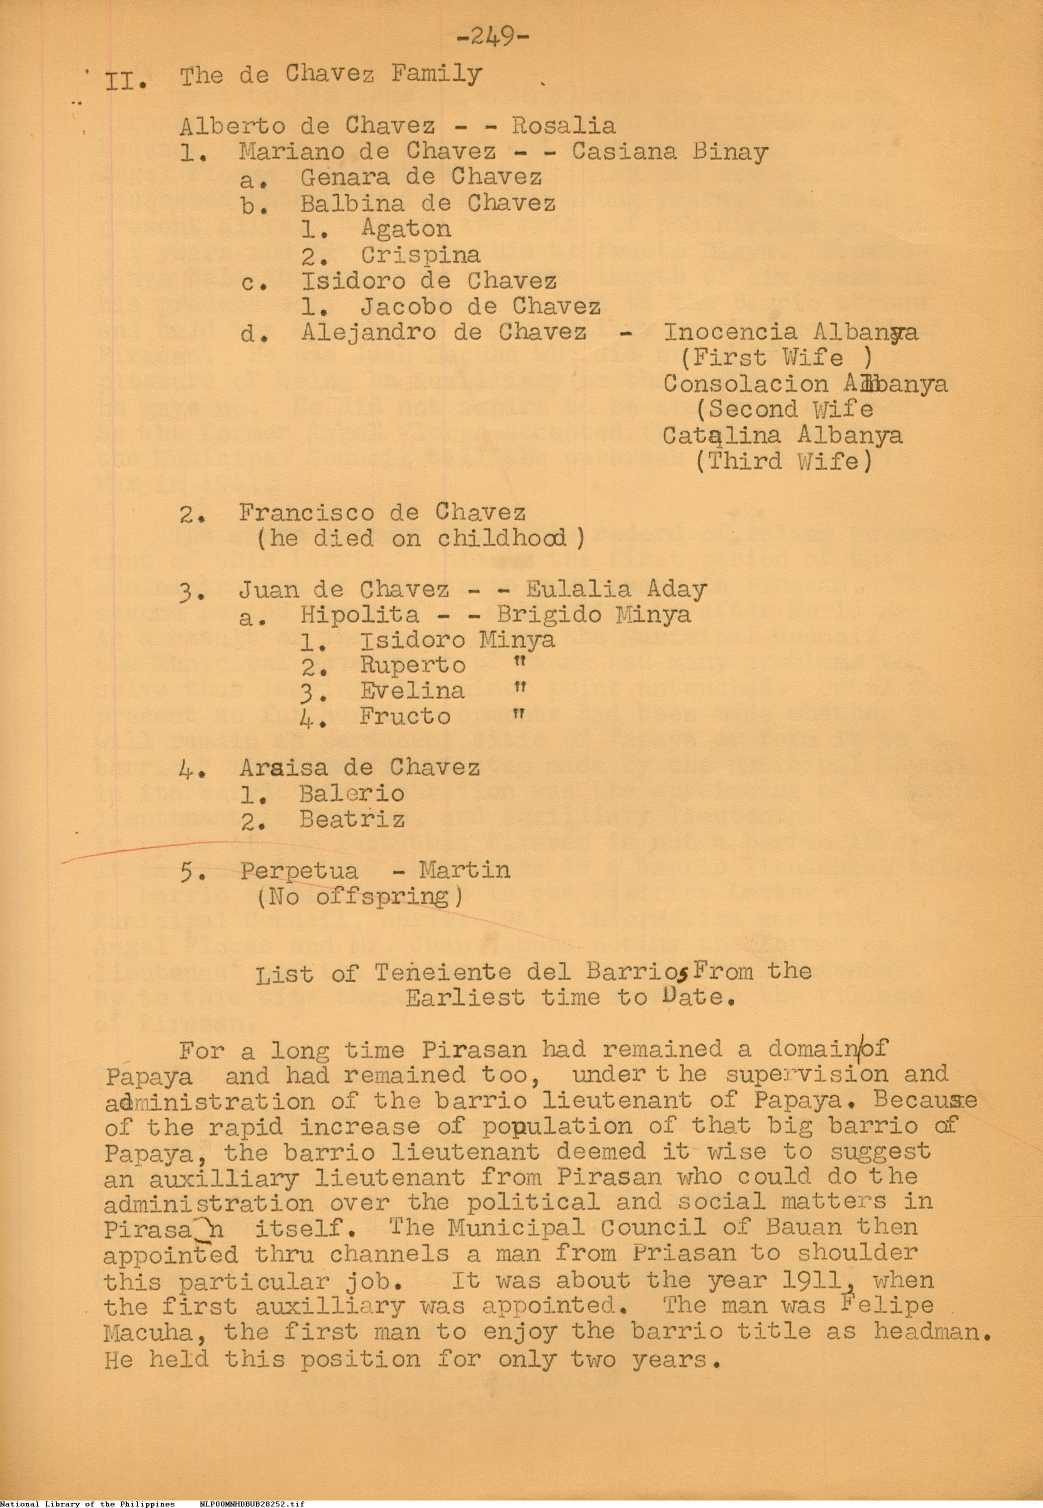 -249-
II. The de Chavez Family
Alberto de Chavez - - Rosalia
1. Mariano de Chavez - - Casiana Binay
a. Genara de Chavez
b. Balbina de Chavez
1. Agaton
2. Crispina
c. Isidoro de Chavez
1. Jacobo de Chavez
d. Alejandro de Chavez - Inocencia Albanya
(First Wife )
Consolacion Albanya
(Second Wife
Catalina Albanya
(Third Wife)
2. Francisco de Chavez
(he died on childhood )
3. Juan de Chavez - - Eulalia Aday
a. Hipolita - - Brigido Minya
1. Isidoro Minya
2. Ruperto "
3. Evelina "
4. Fructo "
4. Araisa de Chavez
1. Balerio
2. Beatriz
5. Perpetua - Martin
(No offspring)
List of Teneiente del Barrios From the
Earliest time to Date.
For a long time Pirasan had remained a domain/of
Papaya and had remained too, under t he supervision and
administration of the barrio lieutenant of Papaya. Because
of the rapid increase of population of that big barrio of
Papaya, the barrio lieutenant deemed it wise to suggest
an auxilliary lieutenant from Pirasan who could do the
administration over the political and social matters in
Pirasan itself. The Municipal Council of Bauan then
appointed thru channels a man from Priasan to shoulder
this particular job. It was about the year 1911, when
the first auxilliary was appointed. The man was Felipe
Macuha, the first man to enjoy the barrio title as headman.
He held this position for only two years.
National Library of the Philippines NLPOOMNHDBUB28252.tif